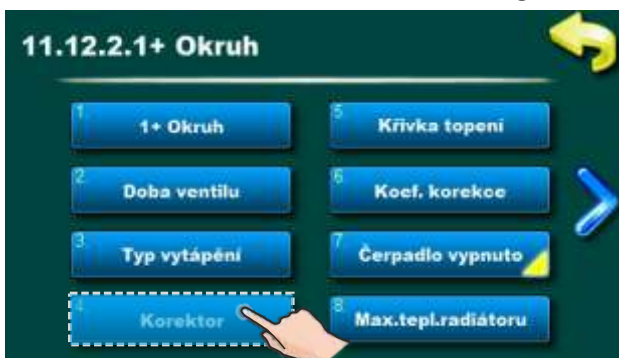 11.12.2.1+ Okruh
1 1+ Okruh
5 Křivka topení
2 Doba ventilu
6 Koef. korekce
3 Typ vytápění
7 Čerpadlo vypnuto
4 Korektor
8 Max.tepl.radiátoru